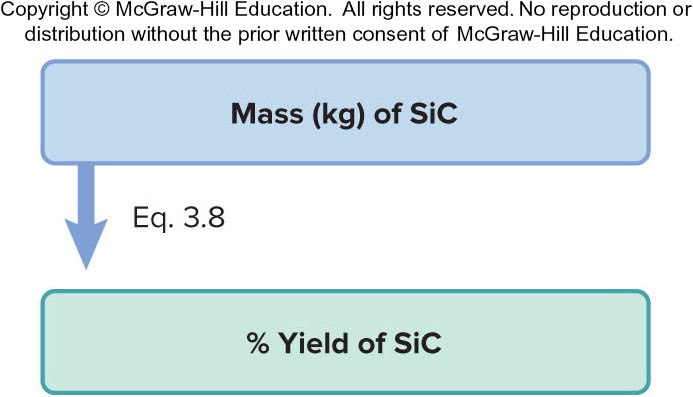 Copyright © McGraw-Hill Education. All rights reserved. No reproduction or
distribution without the prior written consent of McGraw-Hill Education.
Mass (kg) of SiC
Eq. 3.8
% Yield of SiC